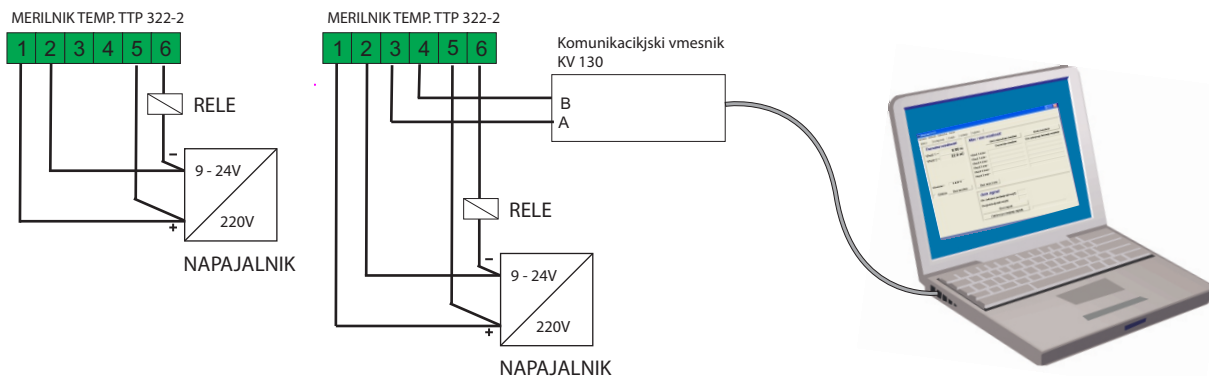 MERILNIK TEMP. TTP 322-2
1 2 3 4 5 6
RELE
–
9 - 24V
220V
+
NAPAJALNIK
MERILNIK TEMP. TTP 322-2
1 2 3 4 5 6
Komunikacikjski vmesnik
KV 130
B
A
RELE
–
9 - 24V
220V
+
NAPAJALNIK